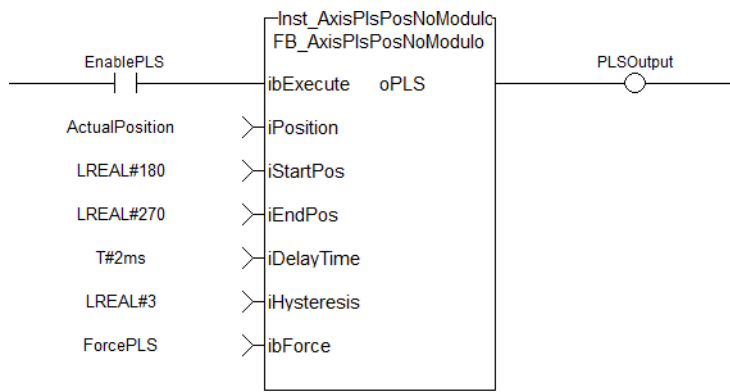 Inst_AxisPlsPosNoModulo
FB_AxisPlsPosNoModulo
EnablePLS
PLSOutput
ibExecute oPLS
ActualPosition iPosition
LREAL#180 iStartPos
LREAL#270 iEndPos
T#2ms iDelayTime
LREAL#3 iHysteresis
ForcePLS ibForce